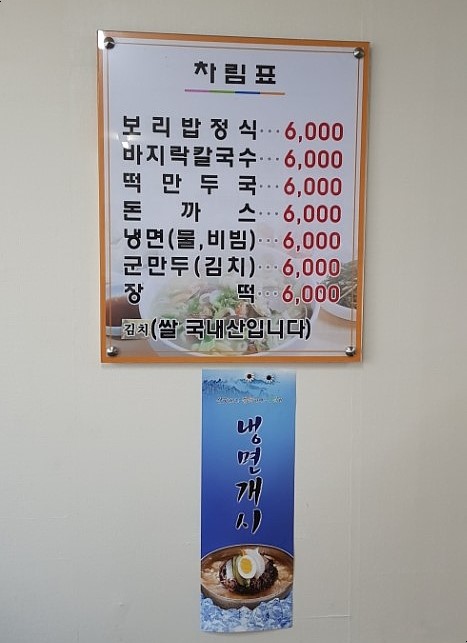 차림표
보리밥정식···6,000
바지락칼국수···6,000
떡만두국···6,000
돈까스···6,000
냉면(물,비빔)···6,000
군만두(김치)···6,000
장떡···6,000
김치(쌀 국내산입니다)
냉면개시